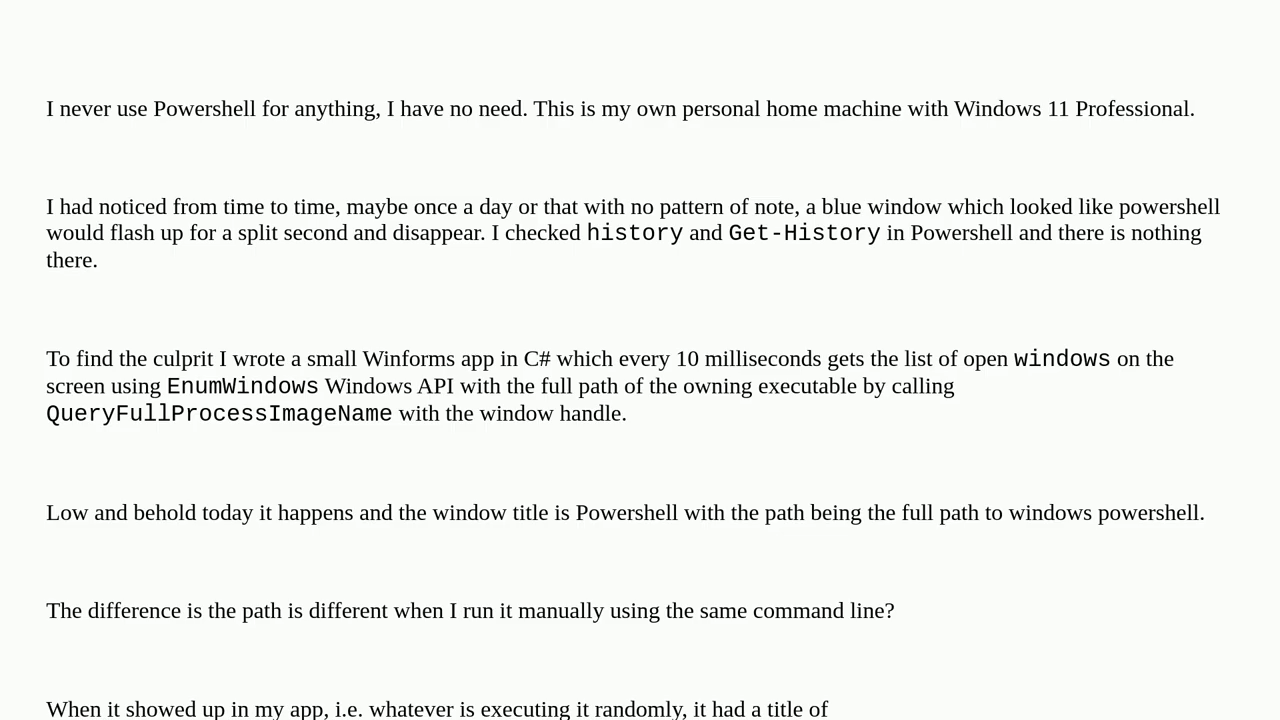 I never use Powershell for anything, I have no need. This is my own personal home machine with Windows 11 Professional.
I had noticed from time to time, maybe once a day or that with no pattern of note, a blue window which looked like powershell
would flash up for a split second and disappear. I checked history and Get-History in Powershell and there is nothing
there.
To find the culprit I wrote a small Winforms app in C# which every 10 milliseconds gets the list of open windows on the
screen using EnumWindows Windows API with the full path of the owning executable by calling
QueryFullProcessImageName with the window handle.
Low and behold today it happens and the window title is Powershell with the path being the full path to windows powershell.
The difference is the path is different when I run it manually using the same command line?
When it showed up in my app, i.e. whatever is executing it randomly, it had a title of